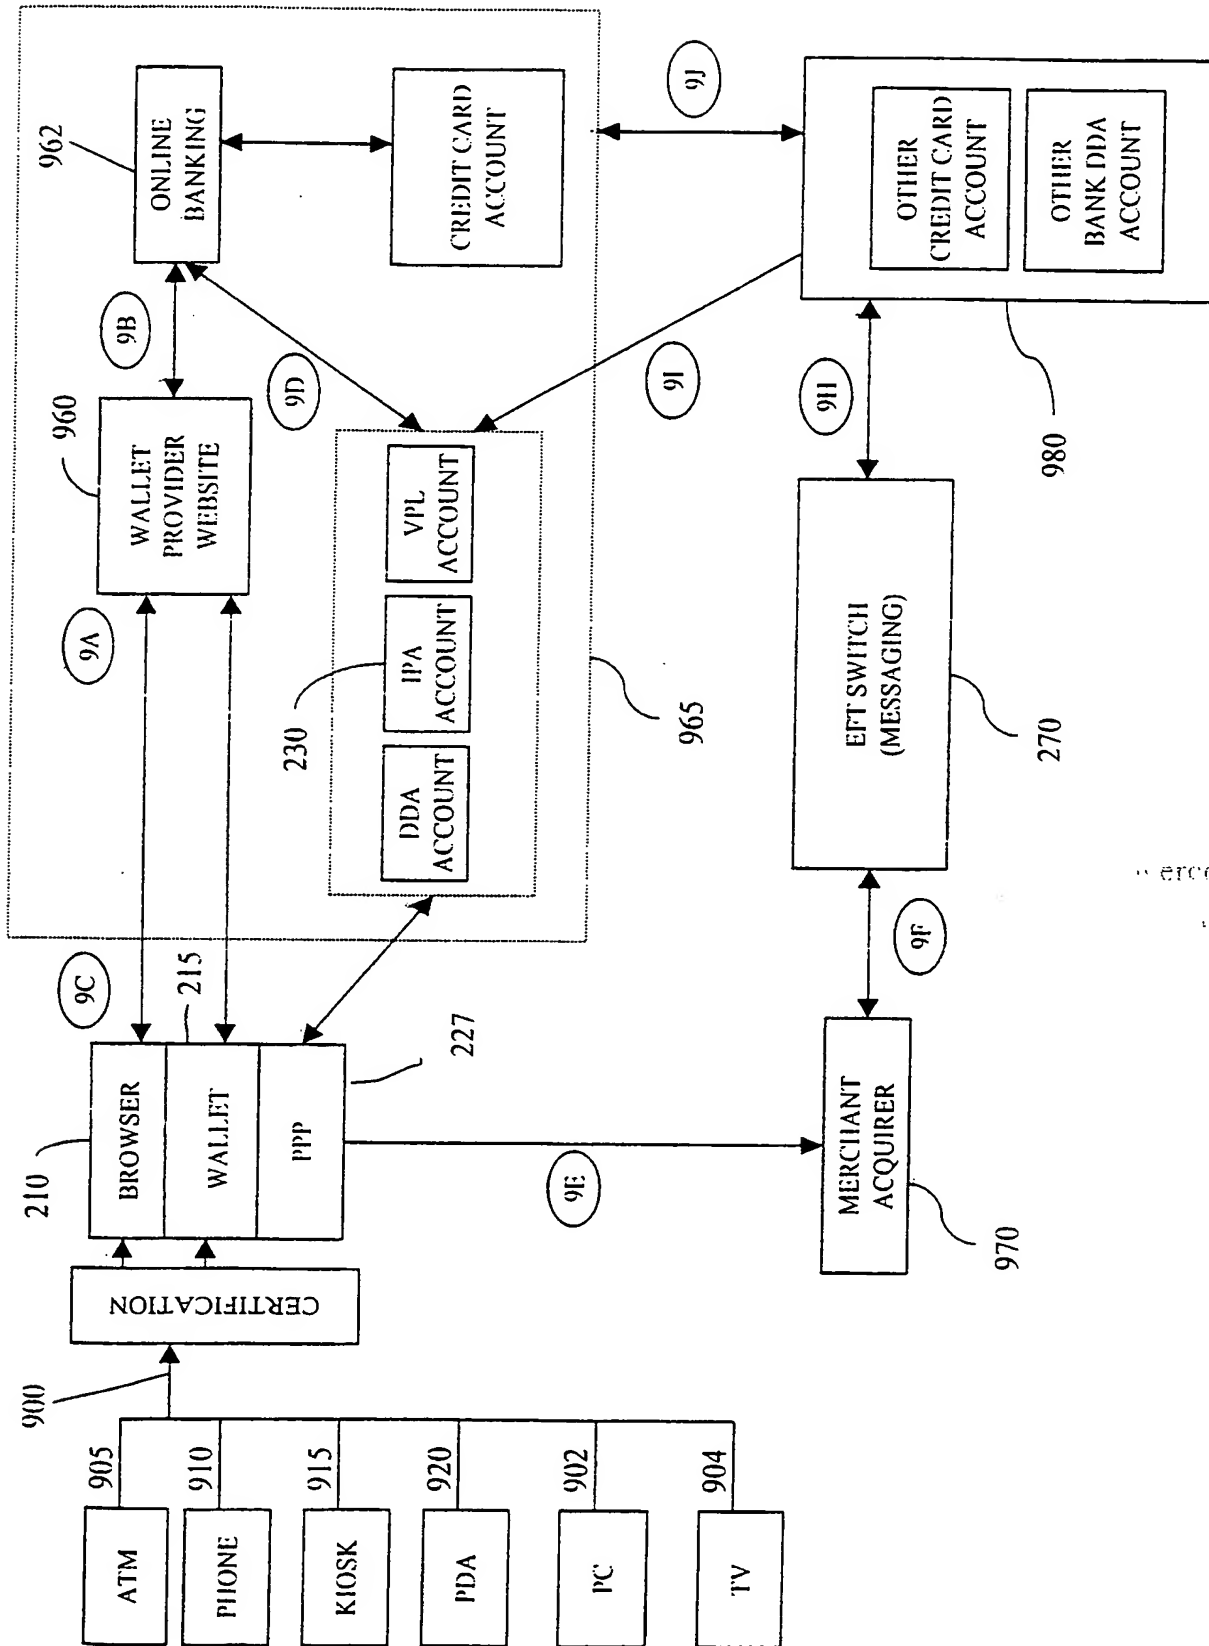 ATM
PHONE
KIOSK
PDA
PC
TV
905
910
915
920
902
904
900
CERTIFICATION
210
BROWSER
WALLET
PPP
215
227
9C
9A
960
WALLET
PROVIDER
WEBSITE
9B
962
ONLINE
BANKING
9D
CREDIT CARD
ACCOUNT
230
DDA
ACCOUNT
IPA
ACCOUNT
VPL
ACCOUNT
965
9E
MERCHANT
ACQUIRER
970
9F
EFT SWITCH
(MESSAGING)
270
9H
9I
9J
OTHER
CREDIT CARD
ACCOUNT
OTHER
BANK DDA
ACCOUNT
980